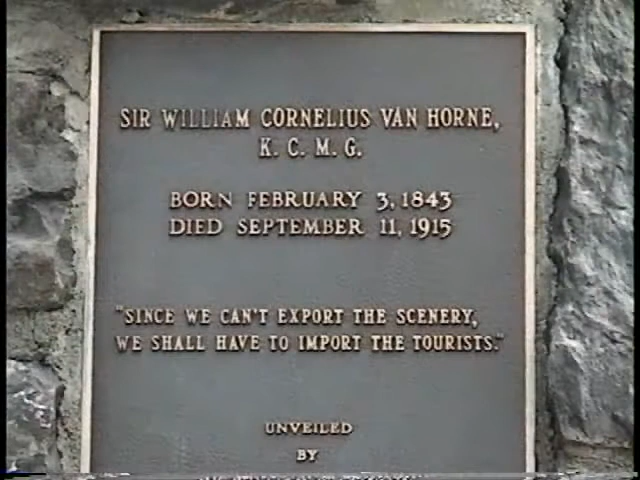 SIR WILLIAM CORNELIUS VAN HORNE,
K. C. M. G.
BORN FEBRUARY 3, 1843
DIED SEPTEMBER 11, 1915
"SINCE WE CAN'T EXPORT THE SCENERY,
WE SHALL HAVE TO IMPORT THE TOURISTS."
UNVEILED
BY